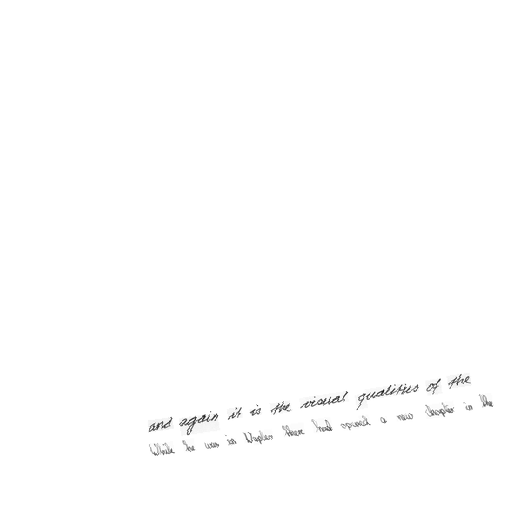 and again it is the visual qualities of the
While he was in Naples there had opened a new chapter in the